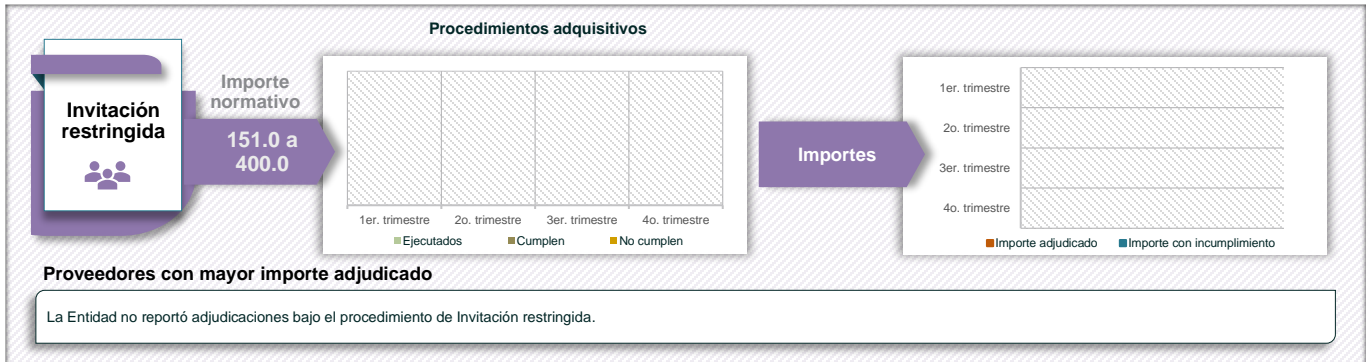 Procedimientos adquisitivos
Invitación
restringida
Importe
normativo
151.0 a
400.0
1er. trimestre
2o. trimestre
3er. trimestre
4o. trimestre
Ejecutados
Cumplen
No cumplen
Importes
1er. trimestre
2o. trimestre
3er. trimestre
4o. trimestre
Importe adjudicado
Importe con incumplimiento
Proveedores con mayor importe adjudicado
La Entidad no reportó adjudicaciones bajo el procedimiento de Invitación restringida.